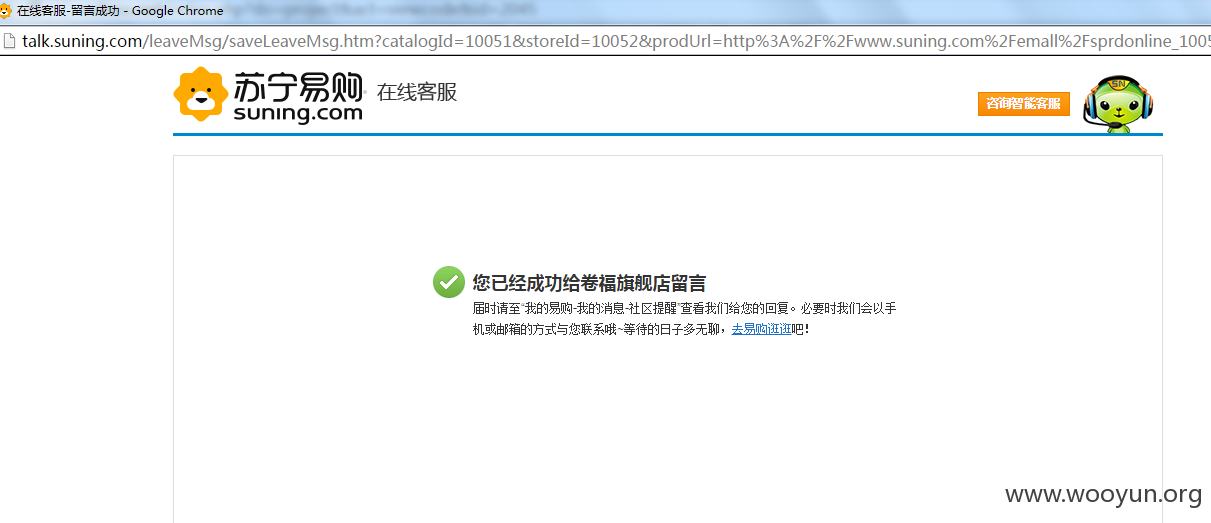 在线客服-留言成功 - Google Chrome
talk.suning.com/leaveMsg/saveLeaveMsg.htm?catalogId=10051&storeId=10052&prodUrl=http%3A%2F%2Fwww.suning.com%2Femall%2Fsprdonline_1005
苏宁易购
suning.com
在线客服
咨询智能客服
SN
您已经成功给卷福旗舰店留言
届时请至“我的易购-我的消息-社区提醒”查看我们给您的回复。必要时我们会以手
机或邮箱的方式与您联系哦~等待的日子多无聊，去易购逛逛吧！
www.wooyun.org